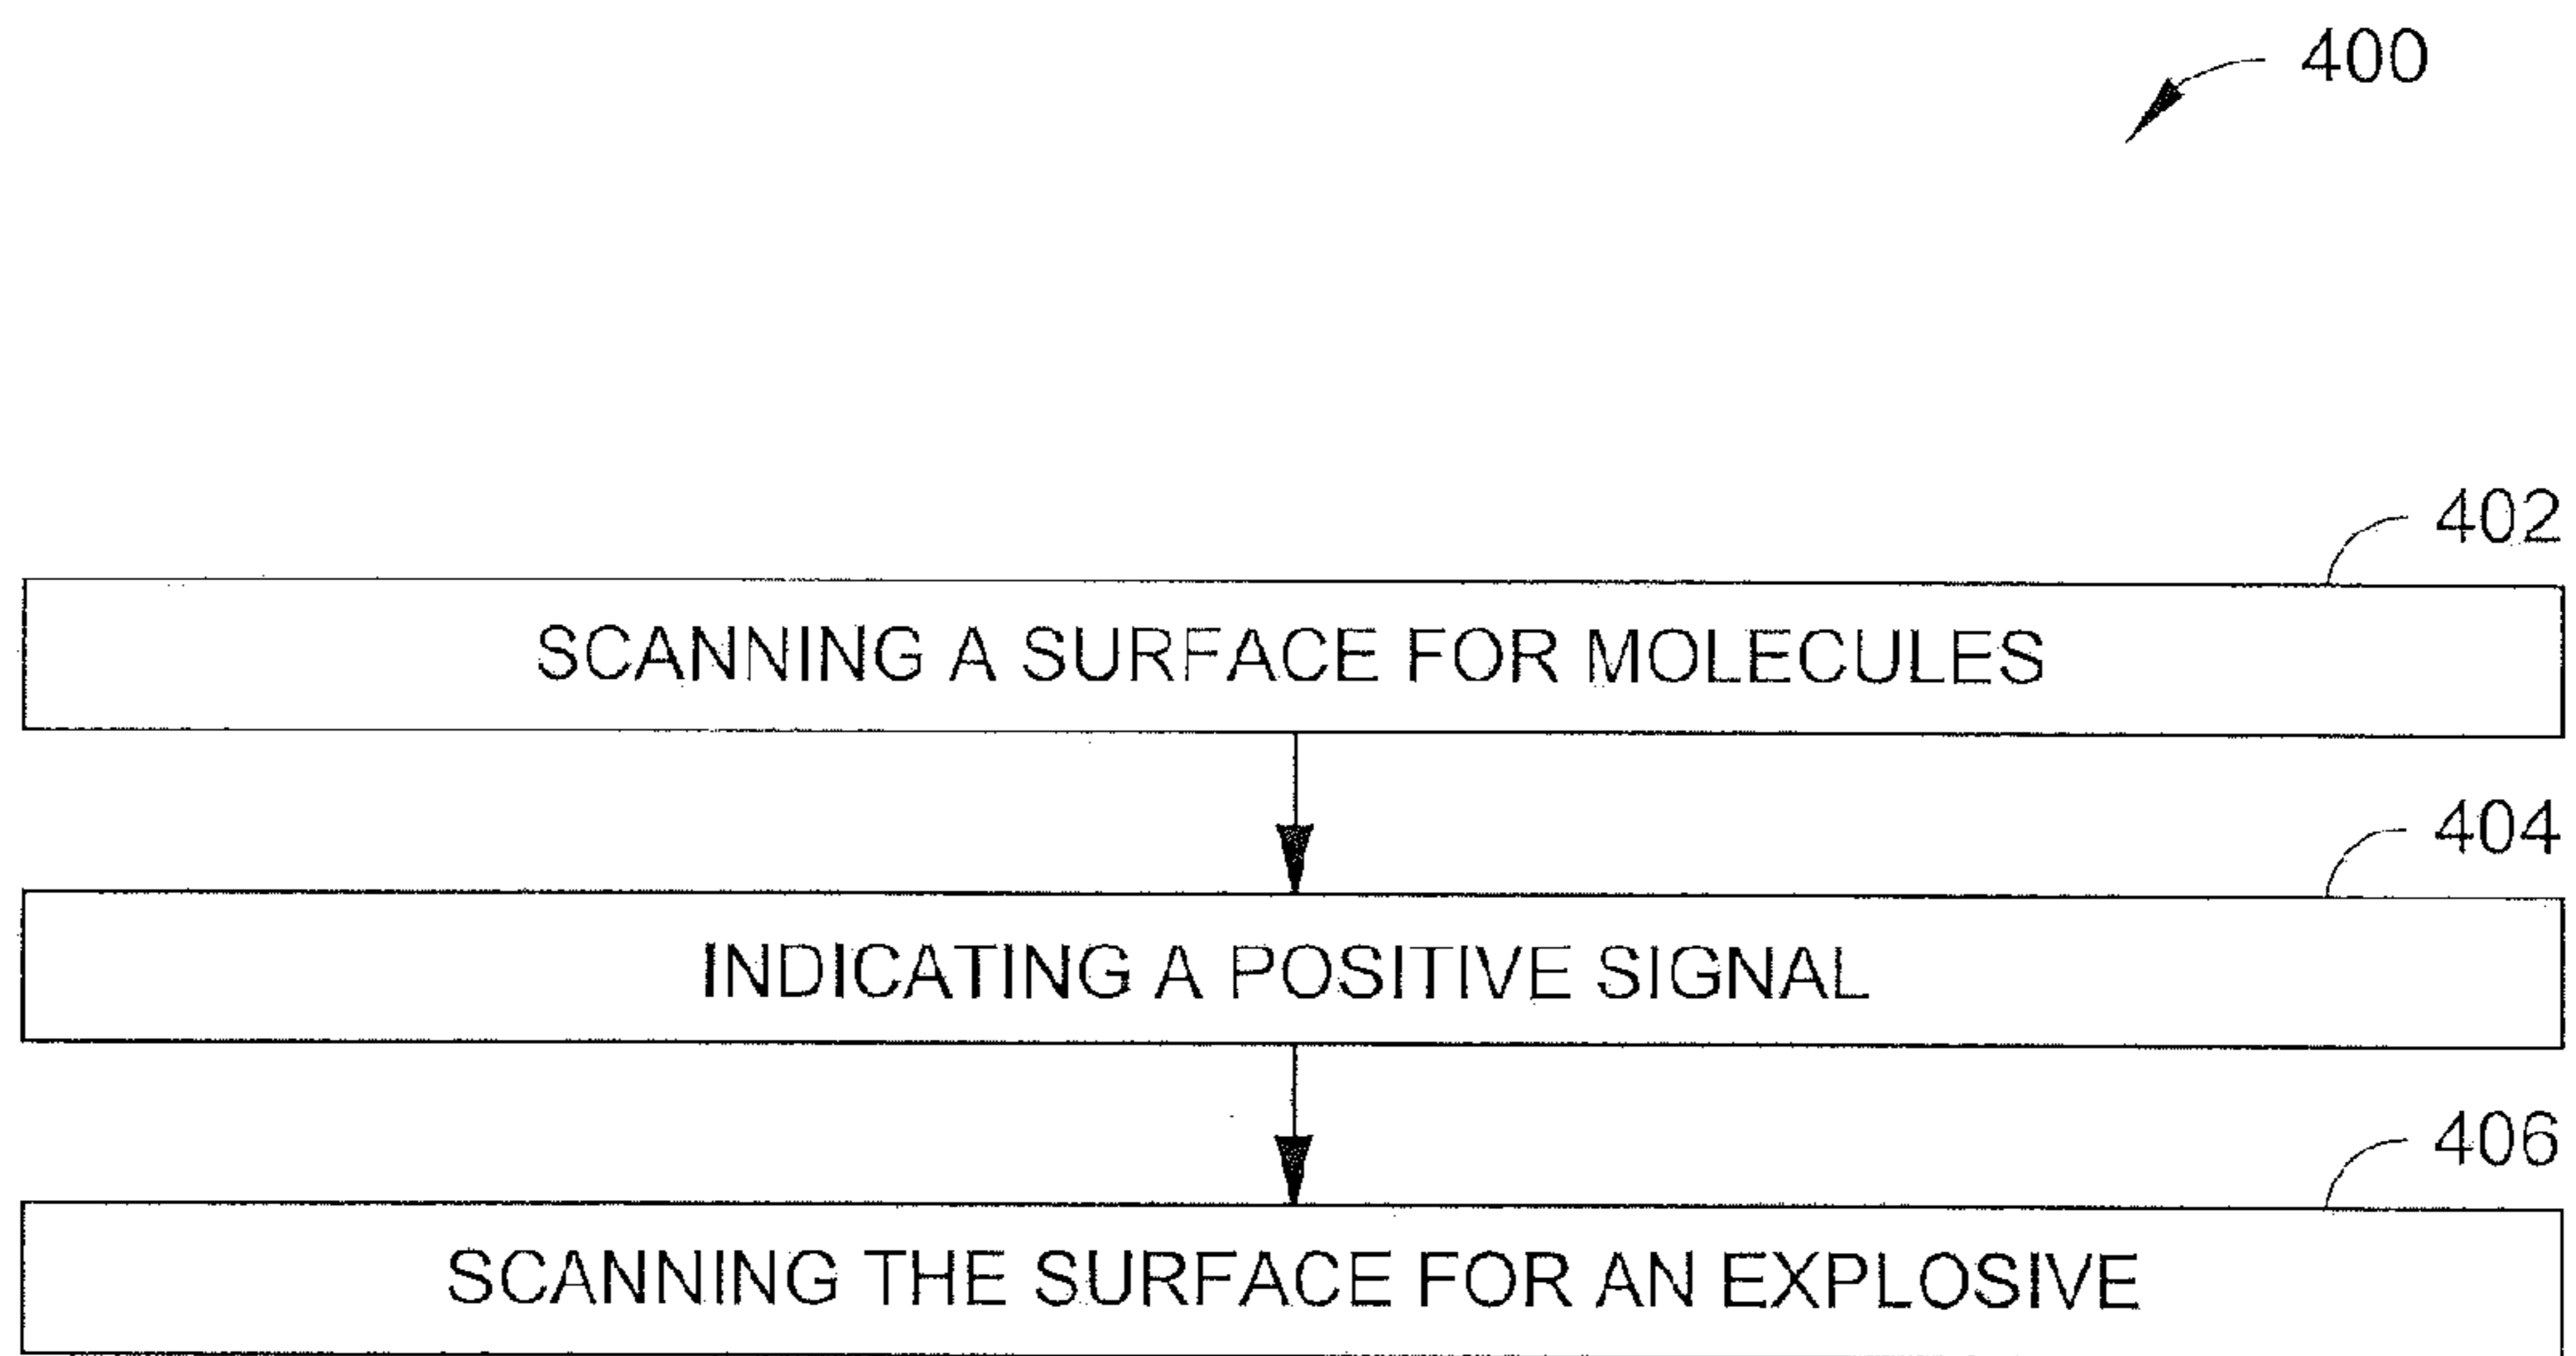 400
402
SCANNING A SURFACE FOR MOLECULES
404
INDICATING A POSITIVE SIGNAL
406
SCANNING THE SURFACE FOR AN EXPLOSIVE